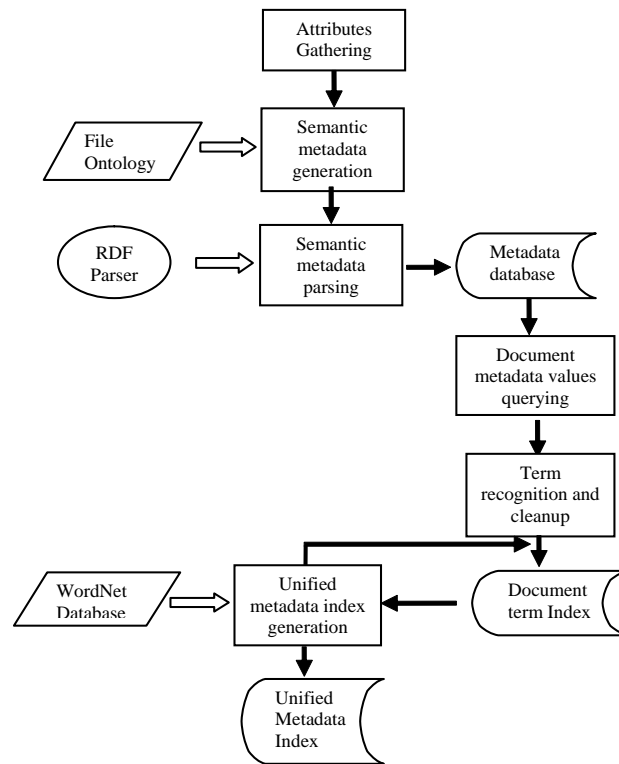 Attributes
Gathering
File
Ontology
Semantic
metadata
generation
RDF
Parser
Semantic
metadata
parsing
Metadata
database
Document
metadata values
querying
Term
recognition and
cleanup
WordNet
Database
Unified
metadata index
generation
Document
term Index
Unified
Metadata
Index